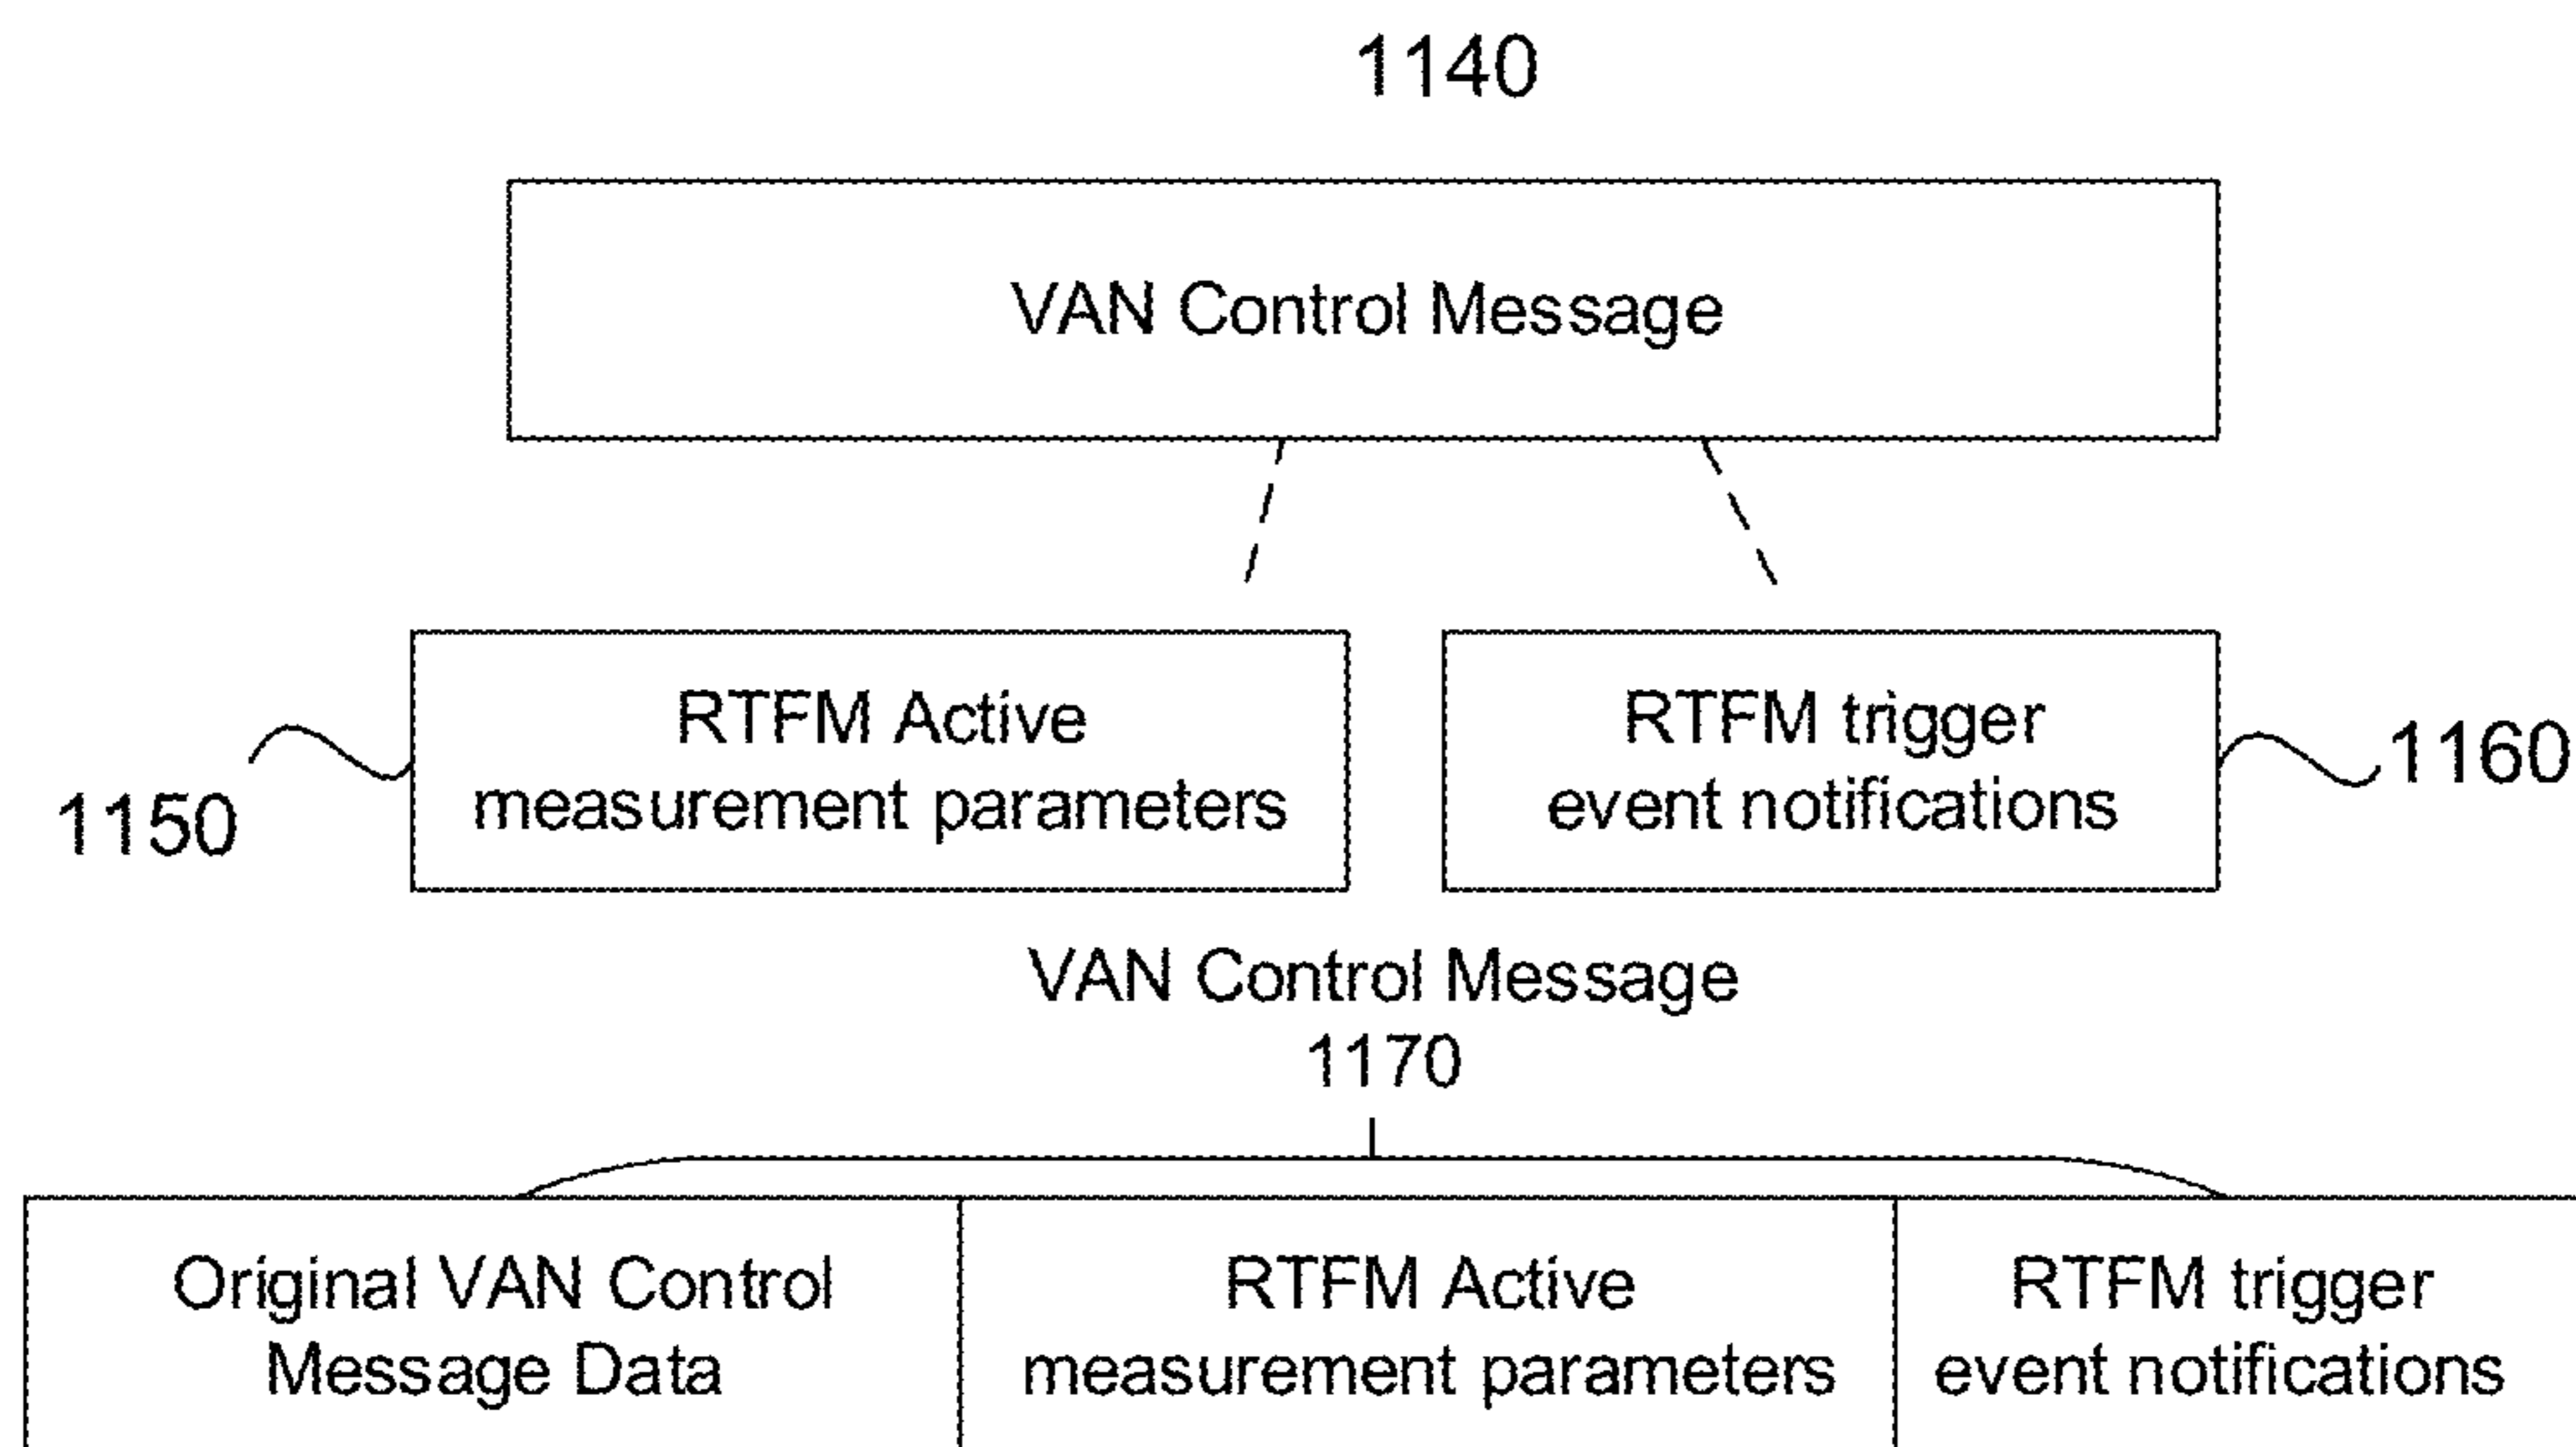 1140
VAN Control Message
RTFM Active
measurement parameters
1150
RTFM trigger
event notifications
1160
VAN Control Message
1170
Original VAN Control
Message Data
RTFM Active
measurement parameters
RTFM trigger
event notifications